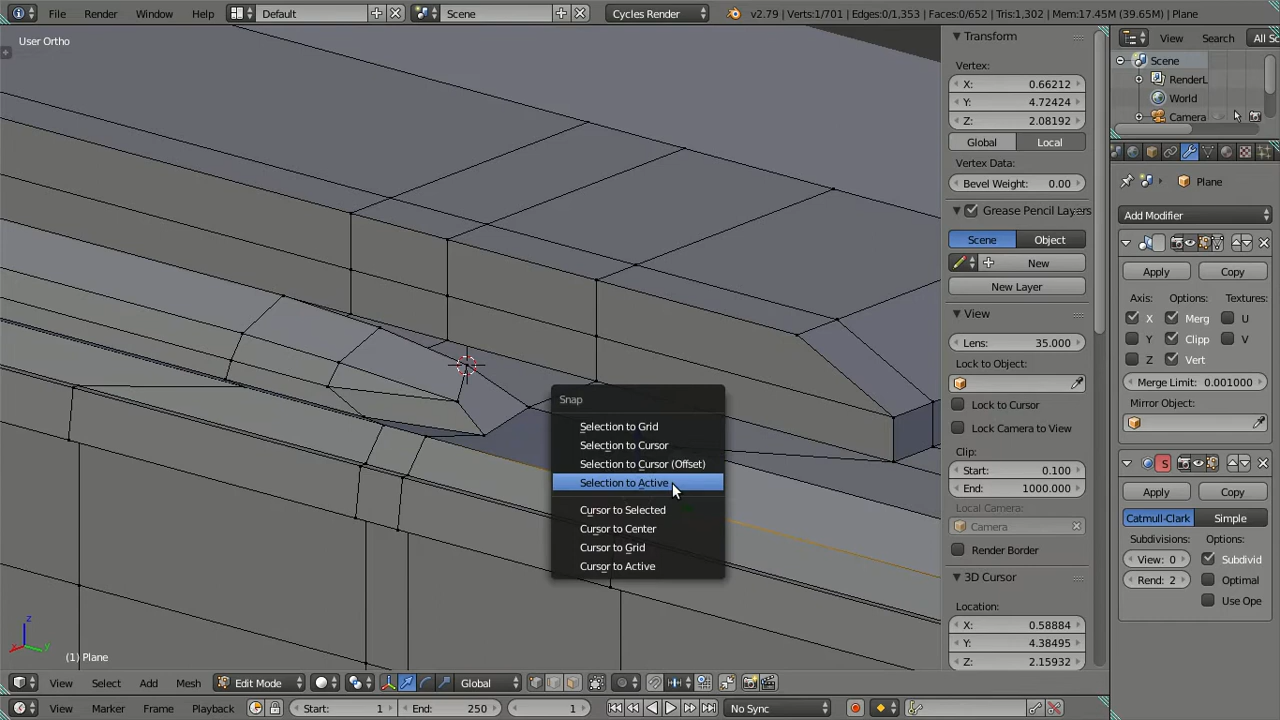 File Render Window Help Default Scene Cycles Render v2.79 | Verts:1/701 | Edges:0/1,353 | Faces:0/652 | Tris:1,302 | Mem:17.45M (39.65M) | Plane
User Ortho
Transform
Vertex:
X: 0.66212
Y: 4.72424
Z: 2.08192
Global Local
Vertex Data:
Bevel Weight: 0.00
Grease Pencil Layers
Scene Object
New
New Layer
View
Lens: 35.000
Lock to Object:
Lock to Cursor
Lock Camera to View
Clip:
Start: 0.100
End: 1000.000
Local Camera:
Camera
Render Border
3D Cursor
Location:
X: 0.58884
Y: 4.38495
Z: 2.15932
View Search All Sc
Scene
RenderL
World
Camera
Plane
Add Modifier
Apply Copy
Axis: Options: Textures:
X Merg U
Y Clipp V
Z Vert
Merge Limit: 0.001000
Mirror Object:
S
Apply Copy
Catmull-Clark Simple
Subdivisions: Options:
View: 0 Subdivid
Rend: 2 Optimal
Use Ope
Snap
Selection to Grid
Selection to Cursor
Selection to Cursor (Offset)
Selection to Active
Cursor to Selected
Cursor to Center
Cursor to Grid
Cursor to Active
z
x y
(1) Plane
View Select Add Mesh Edit Mode Global
View Marker Frame Playback Start: 1 End: 250 1 No Sync